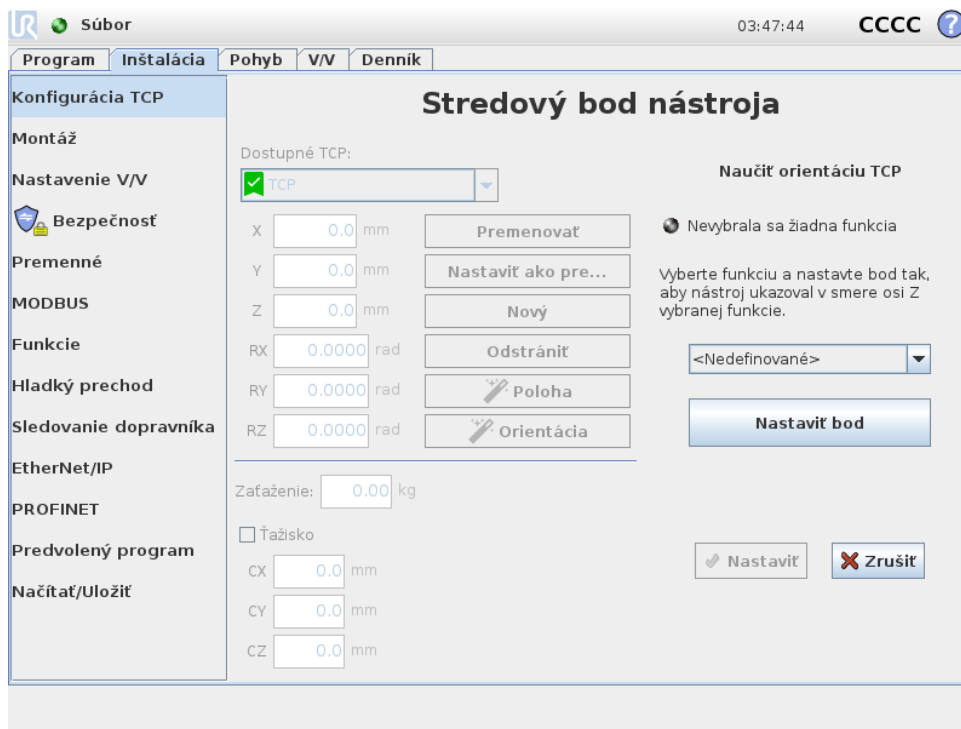 Súbor
03:47:44
CCCC
?
Program
Inštalácia
Pohyb
V/V
Denník
Konfigurácia TCP
Montáž
Nastavenie V/V
Bezpečnosť
Premenné
MODBUS
Funkcie
Hladký prechod
Sledovanie dopravníka
EtherNet/IP
PROFINET
Predvolený program
Načítať/Uložiť
Stredový bod nástroja
Dostupné TCP:
TCP
X 0.0 mm
Y 0.0 mm
Z 0.0 mm
RX 0.0000 rad
RY 0.0000 rad
RZ 0.0000 rad
Premenovať
Nastaviť ako pre...
Nový
Odstrániť
Poloha
Orientácia
Zaťaženie: 0.00 kg
Ťažisko
CX 0.0 mm
CY 0.0 mm
CZ 0.0 mm
Naučiť orientáciu TCP
Nevybrala sa žiadna funkcia
Vyberte funkciu a nastavte bod tak,
aby nástroj ukazoval v smere osi Z
vybranej funkcie.
<Nedefinované>
Nastaviť bod
Nastaviť
Zrušiť